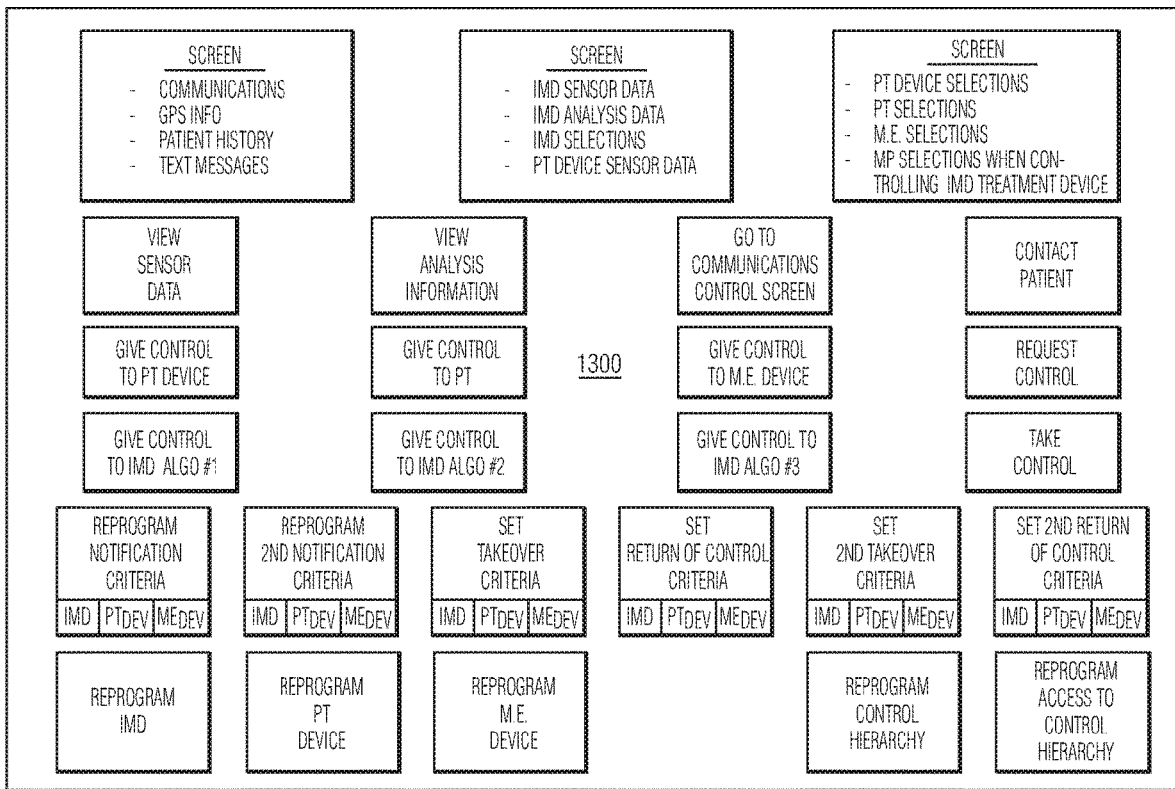 SCREEN
- COMMUNICATIONS
- GPS INFO
- PATIENT HISTORY
- TEXT MESSAGES
SCREEN
- IMD SENSOR DATA
- IMD ANALYSIS DATA
- IMD SELECTIONS
- PT DEVICE SENSOR DATA
SCREEN
- PT DEVICE SELECTIONS
- PT SELECTIONS
- M.E. SELECTIONS
- MP SELECTIONS WHEN CON-
TROLLING IMD TREATMENT DEVICE
VIEW
SENSOR
DATA
VIEW
ANALYSIS
INFORMATION
GO TO
COMMUNICATIONS
CONTROL SCREEN
CONTACT
PATIENT
GIVE CONTROL
TO PT DEVICE
GIVE CONTROL
TO PT
1300
GIVE CONTROL
TO M.E. DEVICE
REQUEST
CONTROL
GIVE CONTROL
TO IMD ALGO #1
GIVE CONTROL
TO IMD ALGO #2
GIVE CONTROL TO
IMD ALGO #3
TAKE
CONTROL
REPROGRAM
NOTIFICATION
CRITERIA
IMD PTDEV MEDEV
REPROGRAM
2ND NOTIFICATION
CRITERIA
IMD PTDEV MEDEV
SET
TAKEOVER
CRITERIA
IMD PTDEV MEDEV
SET
RETURN OF CONTROL
CRITERIA
IMD PTDEV MEDEV
SET
2ND TAKEOVER
CRITERIA
IMD PTDEV MEDEV
SET 2ND RETURN
OF CONTROL
CRITERIA
IMD PTDEV MEDEV
REPROGRAM
IMD
REPROGRAM
PT
DEVICE
REPROGRAM
M.E.
DEVICE
REPROGRAM
CONTROL
HIERARCHY
REPROGRAM
ACCESS TO
CONTROL
HIERARCHY